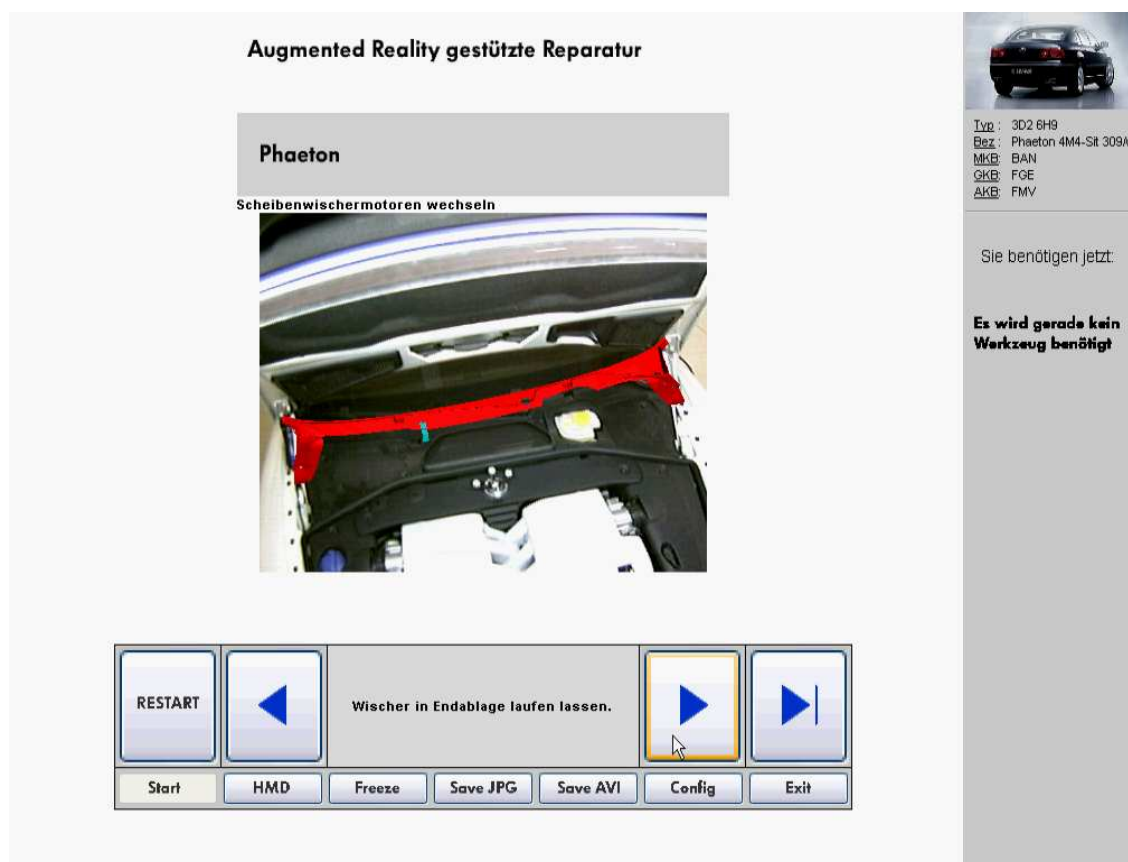 Augmented Reality gestützte Reparatur
Phaeton
Scheibenwischermotoren wechseln
Typ : 3D2 6H9
Bez : Phaeton 4M4-Sit 309/
MKB: BAN
GKB: FGE
AKB: FMV
Sie benötigen jetzt:
Es wird gerade kein
Werkzeug benötigt
RESTART
Wischer in Endablage laufen lassen.
Start
HMD
Freeze
Save JPG
Save AVI
Config
Exit